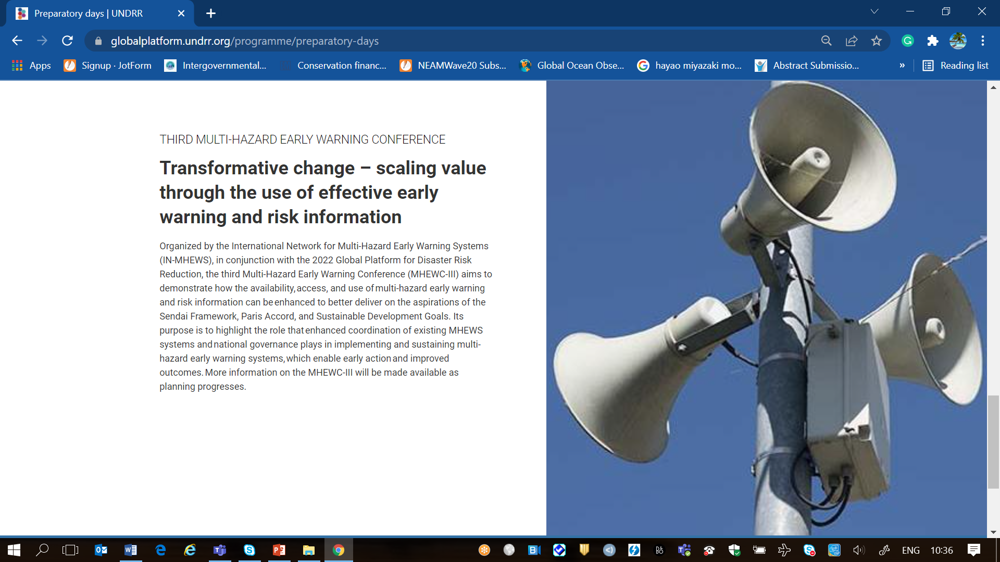 Preparatory days | UNDRR
globalplatform.undrr.org/programme/preparatory-days
Apps
Signup · JotForm
Intergovernmental...
Conservation financ...
NEAMWave20 Subs...
Global Ocean Obse...
hayao miyazaki mo...
Abstract Submissio...
»
Reading list
THIRD MULTI-HAZARD EARLY WARNING CONFERENCE
Transformative change – scaling value
through the use of effective early
warning and risk information
Organized by the International Network for Multi-Hazard Early Warning Systems
(IN-MHEWS), in conjunction with the 2022 Global Platform for Disaster Risk
Reduction, the third Multi-Hazard Early Warning Conference (MHEWC-III) aims to
demonstrate how the availability, access, and use of multi-hazard early warning
and risk information can be enhanced to better deliver on the aspirations of the
Sendai Framework, Paris Accord, and Sustainable Development Goals. Its
purpose is to highlight the role that enhanced coordination of existing MHEWS
systems and national governance plays in implementing and sustaining multi-
hazard early warning systems, which enable early action and improved
outcomes. More information on the MHEWC-III will be made available as
planning progresses.
ENG
10:36